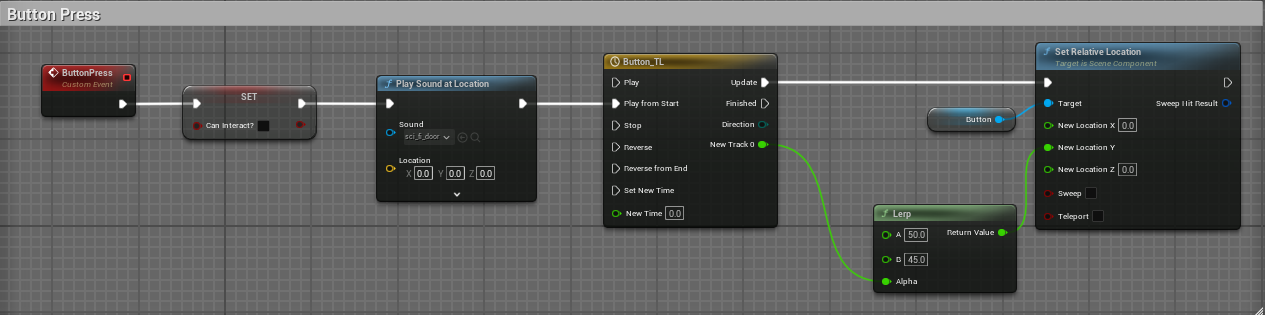 Button Press
ButtonPress
Custom Event
SET
Can Interact?
Play Sound at Location
Sound
sci_fi_door
Location
X 0.0 Y 0.0 Z 0.0
Button_TL
Play
Update
Play from Start
Finished
Stop
Direction
Reverse
New Track 0
Reverse from End
Set New Time
New Time 0.0
Lerp
A 50.0
Return Value
B 45.0
Alpha
Button
Set Relative Location
Target is Scene Component
Target
Sweep Hit Result
New Location X 0.0
New Location Y
New Location Z 0.0
Sweep
Teleport